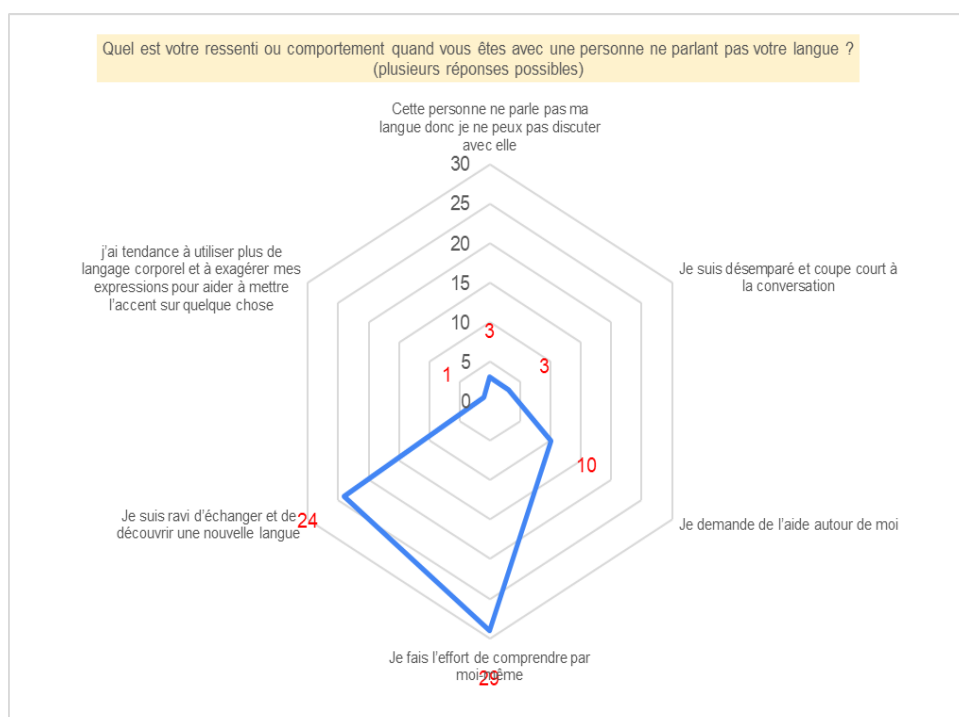 Quel est votre ressenti ou comportement quand vous êtes avec une personne ne parlant pas votre langue ?
(plusieurs réponses possibles)
Cette personne ne parle pas ma
langue donc je ne peux pas discuter
avec elle
30
25
20
15
10
5
0
3
3
Je suis désemparé et coupe court à
la conversation
10
Je demande de l'aide autour de moi
Je fais l'effort de comprendre par
moi-même
29
Je suis ravi d'échanger et de
découvrir une nouvelle langue
24
j'ai tendance à utiliser plus de
langage corporel et à exagérer mes
expressions pour aider à mettre
l'accent sur quelque chose
1